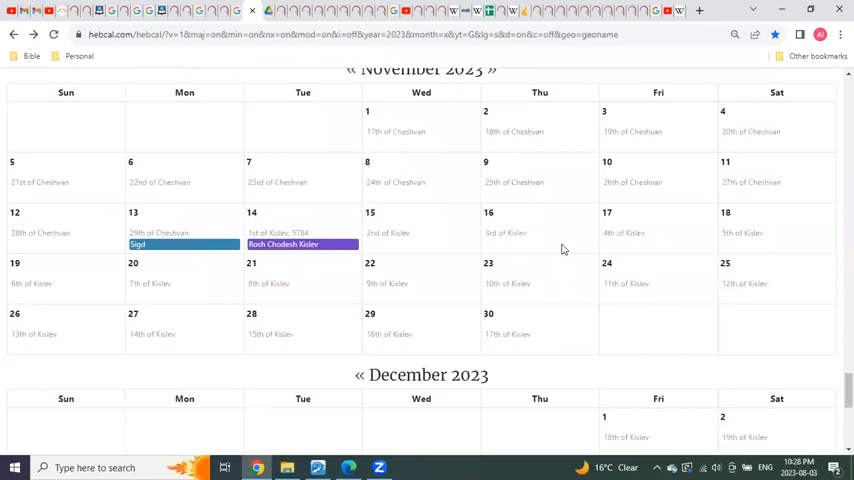 hebcal.com/hebcal/?v=1&maj=on&min=on&nx=on&mod=on&i=off&year=2023&month=x&yt=G&lg=s&d=on&c=off&geo=geoname
AI
Bible
Personal
Other bookmarks
« November 2023 »
Sun Mon Tue Wed Thu Fri Sat
1 2 3 4
17th of Cheshvan 18th of Cheshvan 19th of Cheshvan 20th of Cheshvan
5 6 7 8 9 10 11
21st of Cheshvan 22nd of Cheshvan 23rd of Cheshvan 24th of Cheshvan 25th of Cheshvan 26th of Cheshvan 27th of Cheshvan
12 13 14 15 16 17 18
28th of Cheshvan 29th of Cheshvan 1st of Kislev, 5784 2nd of Kislev 3rd of Kislev 4th of Kislev 5th of Kislev
Sigd Rosh Chodesh Kislev
19 20 21 22 23 24 25
6th of Kislev 7th of Kislev 8th of Kislev 9th of Kislev 10th of Kislev 11th of Kislev 12th of Kislev
26 27 28 29 30
13th of Kislev 14th of Kislev 15th of Kislev 16th of Kislev 17th of Kislev
« December 2023
Sun Mon Tue Wed Thu Fri Sat
1 2
18th of Kislev 19th of Kislev
Type here to search
16°C Clear
ENG
10:28 PM
2023-08-03
2